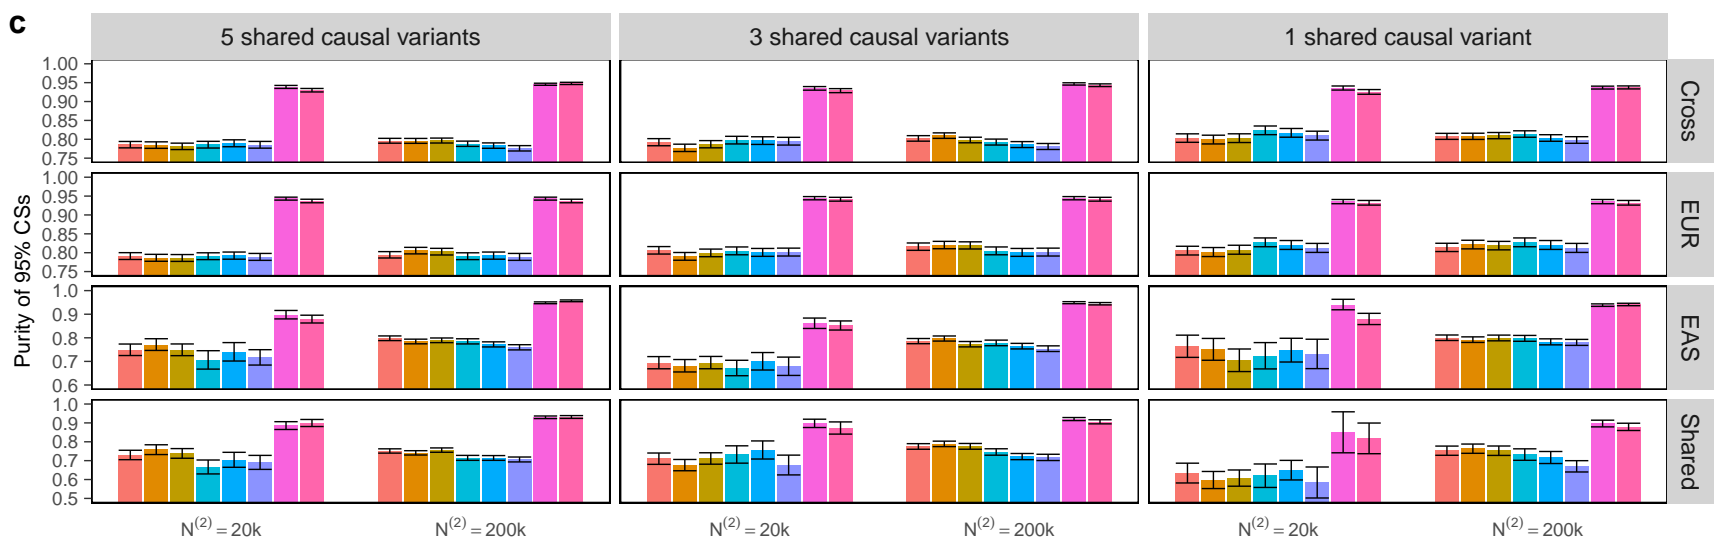 c
5 shared causal variants
3 shared causal variants
1 shared causal variant
Purity of 95% CSs
1.00
0.95
0.90
0.85
0.80
0.75
Cross
1.00
0.95
0.90
0.85
0.80
0.75
EUR
1.0
0.9
0.8
0.7
0.6
EAS
1.0
0.9
0.8
0.7
0.6
0.5
Shared
N⁽²⁾ = 20k
N⁽²⁾ = 200k
N⁽²⁾ = 20k
N⁽²⁾ = 200k
N⁽²⁾ = 20k
N⁽²⁾ = 200k